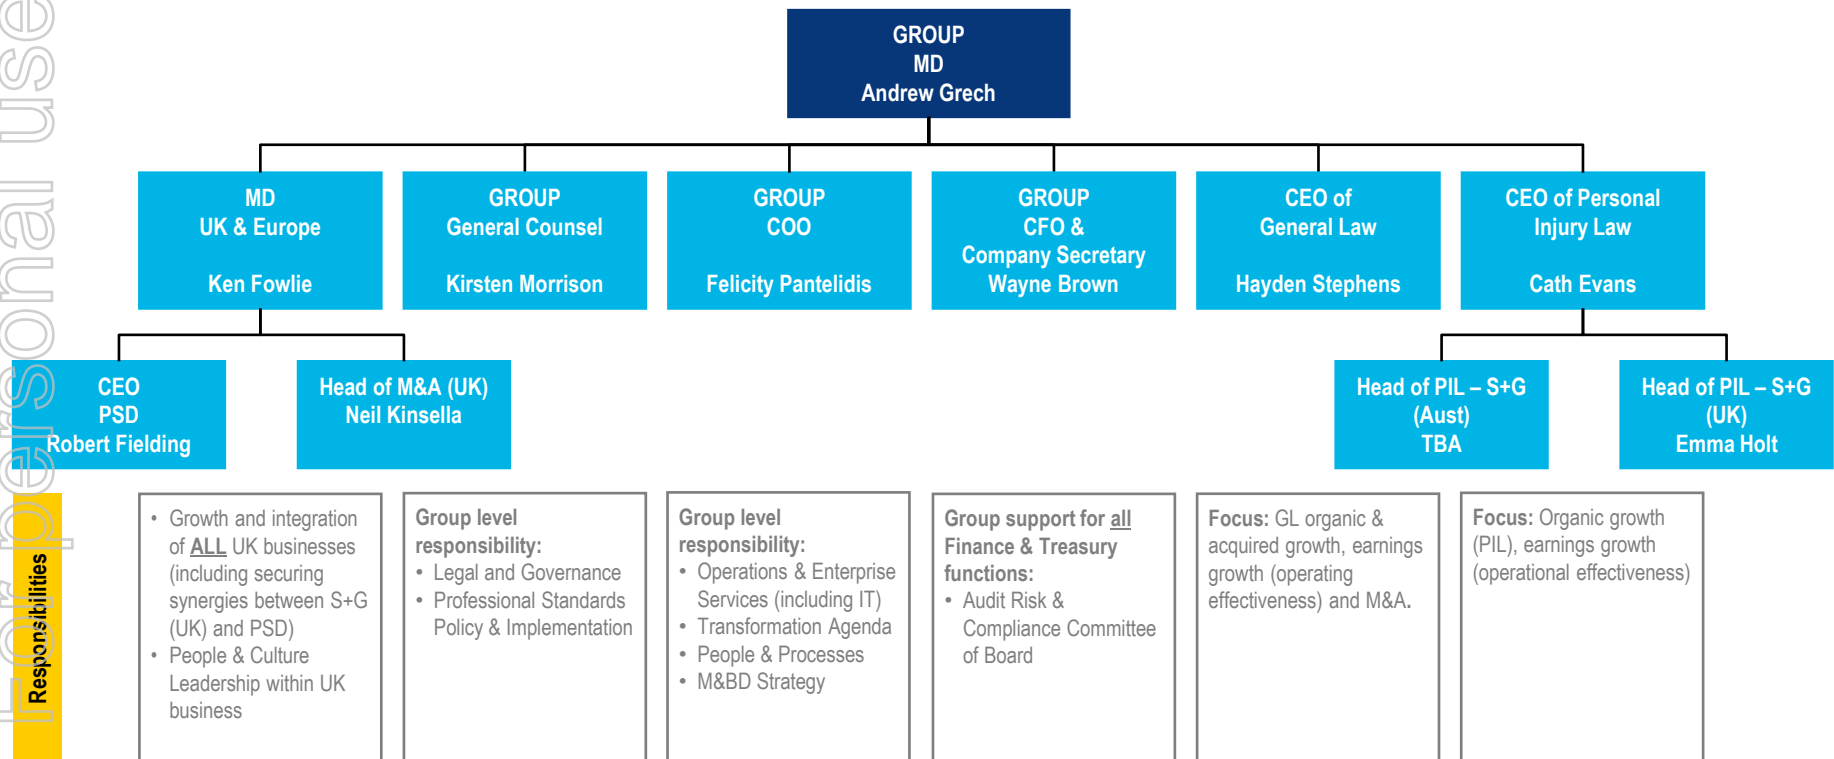 For personal use
GROUP
MD
Andrew Grech
MD
UK & Europe
Ken Fowlie
GROUP
General Counsel
Kirsten Morrison
GROUP
COO
Felicity Pantelidis
GROUP
CFO &
Company Secretary
Wayne Brown
CEO of
General Law
Hayden Stephens
CEO of Personal
Injury Law
Cath Evans
CEO
PSD
Robert Fielding
Head of M&A (UK)
Neil Kinsella
Head of PIL – S+G
(Aust)
TBA
Head of PIL – S+G
(UK)
Emma Holt
Responsibilities
• Growth and integration
of ALL UK businesses
(including securing
synergies between S+G
(UK) and PSD)
• People & Culture
Leadership within UK
business
Group level
responsibility:
• Legal and Governance
• Professional Standards
Policy & Implementation
Group level
responsibility:
• Operations & Enterprise
Services (including IT)
• Transformation Agenda
• People & Processes
• M&BD Strategy
Group support for all
Finance & Treasury
functions:
• Audit Risk &
Compliance Committee
of Board
Focus: GL organic &
acquired growth, earnings
growth (operating
effectiveness) and M&A.
Focus: Organic growth
(PIL), earnings growth
(operational effectiveness)